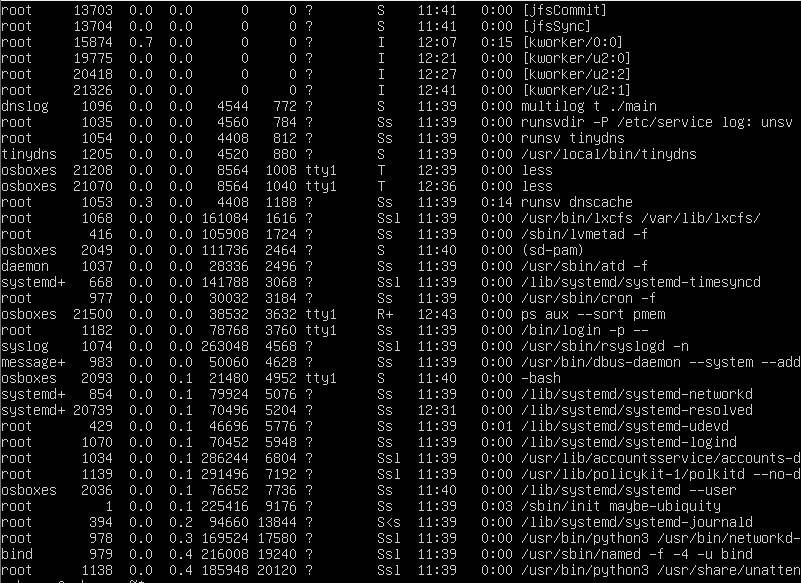 root     13703  0.0  0.0      0     0 ?        S    11:41   0:00 [jfsCommit]
root     13704  0.0  0.0      0     0 ?        S    11:41   0:00 [jfsSync]
root     15874  0.7  0.0      0     0 ?        I    12:07   0:15 [kworker/0:0]
root     19775  0.0  0.0      0     0 ?        I    12:21   0:00 [kworker/u2:0]
root     20418  0.0  0.0      0     0 ?        I    12:27   0:00 [kworker/u2:2]
root     21326  0.0  0.0      0     0 ?        I    12:41   0:00 [kworker/u2:1]
dnslog    1096  0.0  0.0   4544   772 ?        S    11:39   0:00 multilog t ./main
root      1035  0.0  0.0   4560   784 ?        Ss   11:39   0:00 runsvdir -P /etc/service log: unsv
root      1054  0.0  0.0   4408   812 ?        Ss   11:39   0:00 runsv tinydns
tinydns   1205  0.0  0.0   4520   880 ?        S    11:39   0:00 /usr/local/bin/tinydns
osboxes  21208  0.0  0.0   8564  1008 tty1     T    12:39   0:00 less
osboxes  21070  0.0  0.0   8564  1040 tty1     T    12:36   0:00 less
root      1053  0.3  0.0   4408  1188 ?        Ss   11:39   0:14 runsv dnscache
root      1068  0.0  0.0 161084  1616 ?        Ssl  11:39   0:00 /usr/bin/lxcfs /var/lib/lxcfs/
root       416  0.0  0.0 105908  1724 ?        Ss   11:39   0:00 /sbin/lvmetad -f
osboxes   2049  0.0  0.0 111736  2464 ?        S    11:40   0:00 (sd-pam)
daemon    1037  0.0  0.0  28336  2496 ?        Ss   11:39   0:00 /usr/sbin/atd -f
systemd+   668  0.0  0.0 141788  3068 ?        Ssl  11:39   0:00 /lib/systemd/systemd-timesyncd
root       977  0.0  0.0  30032  3184 ?        Ss   11:39   0:00 /usr/sbin/cron -f
osboxes  21500  0.0  0.0  38532  3632 tty1     R+   12:43   0:00 ps aux --sort pmem
root      1182  0.0  0.0  78768  3760 tty1     Ss   11:39   0:00 /bin/login -p --
syslog    1074  0.0  0.0 263048  4568 ?        Ssl  11:39   0:00 /usr/sbin/rsyslogd -n
message+   983  0.0  0.0  50060  4628 ?        Ss   11:39   0:00 /usr/bin/dbus-daemon --system --add
osboxes   2093  0.0  0.1  21480  4952 tty1     S    11:40   0:00 -bash
systemd+   854  0.0  0.1  79924  5076 ?        Ss   11:39   0:00 /lib/systemd/systemd-networkd
systemd+ 20739  0.0  0.1  70496  5204 ?        Ss   12:31   0:00 /lib/systemd/systemd-resolved
root       429  0.0  0.1  46696  5776 ?        Ss   11:39   0:01 /lib/systemd/systemd-udevd
root      1070  0.0  0.1  70452  5948 ?        Ss   11:39   0:00 /lib/systemd/systemd-logind
root      1034  0.0  0.1 286244  6804 ?        Ssl  11:39   0:00 /usr/lib/accountsservice/accounts-d
root      1139  0.0  0.1 291496  7192 ?        Ssl  11:39   0:00 /usr/lib/policykit-1/polkitd --no-d
osboxes   2036  0.0  0.1  76652  7736 ?        Ss   11:40   0:00 /lib/systemd/systemd --user
root         1  0.0  0.1 225416  9176 ?        Ss   11:39   0:03 /sbin/init maybe-ubiquity
root       394  0.0  0.2  94660 13844 ?        S<s  11:39   0:00 /lib/systemd/systemd-journald
root       978  0.0  0.3 169524 17580 ?        Ssl  11:39   0:00 /usr/bin/python3 /usr/bin/networkd-
bind       979  0.0  0.4 216008 19240 ?        Ssl  11:39   0:00 /usr/sbin/named -f -4 -u bind
root      1138  0.0  0.4 185948 20120 ?        Ssl  11:39   0:00 /usr/bin/python3 /usr/share/unatten